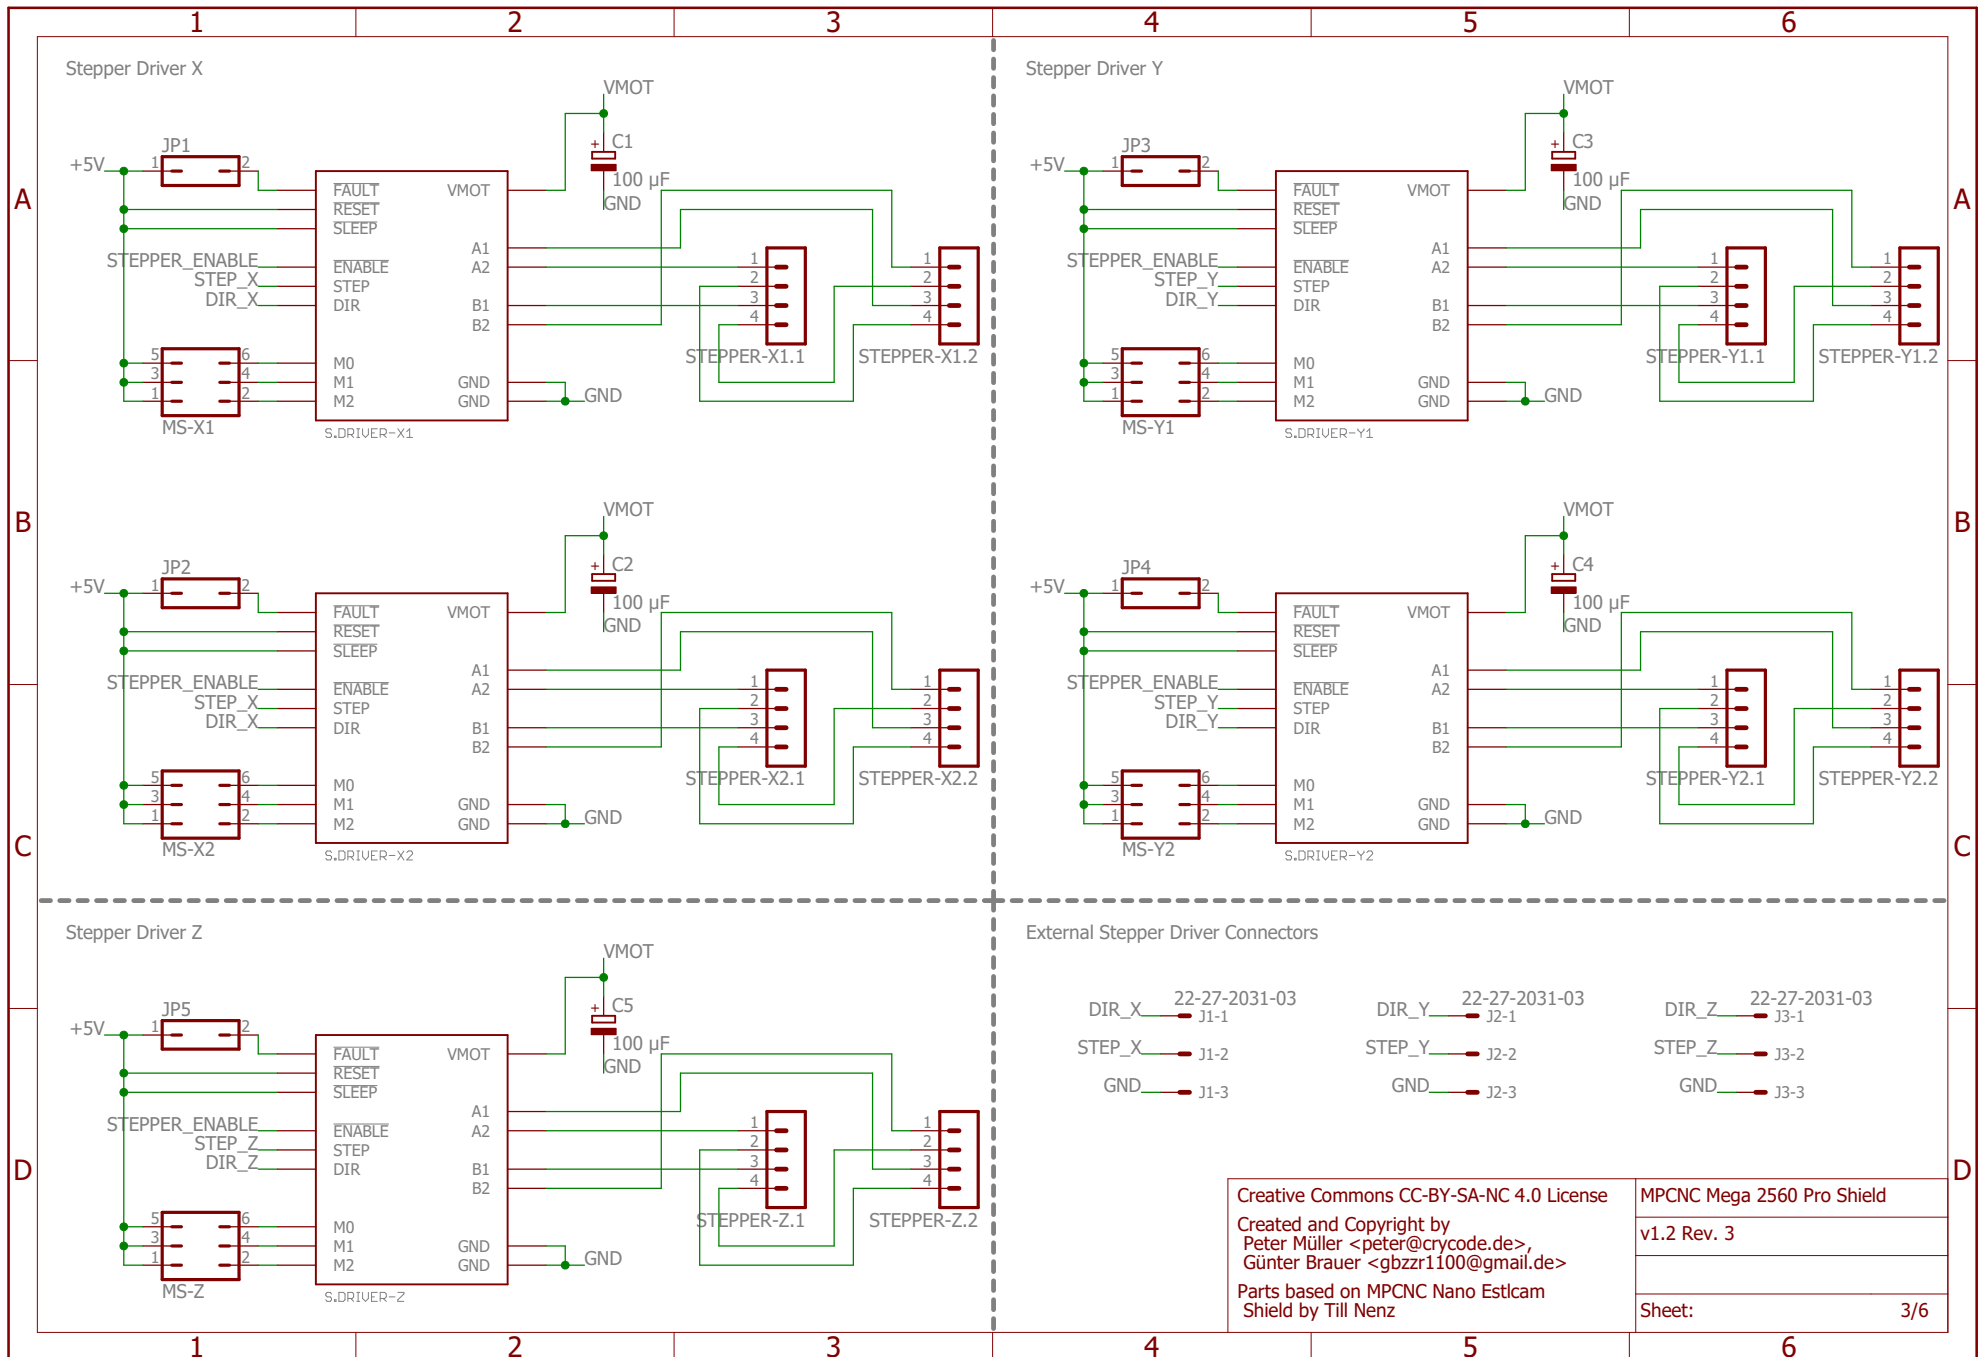 1 2 3 4 5 6
Stepper Driver X
VMOT
C1
+
100 µF
GND
JP1
+5V
1 2
FAULT VMOT
RESET
SLEEP
A1
STEPPER_ENABLE ENABLE A2
STEP_X STEP
DIR_X DIR B1
B2
1
2
3
4
STEPPER-X1.1
1
2
3
4
STEPPER-X1.2
5 6 M0
3 4 M1 GND
1 2 M2 GND GND
MS-X1
S.DRIVER-X1
A
VMOT
C2
+
100 µF
GND
JP2
+5V
1 2
FAULT VMOT
RESET
SLEEP
A1
STEPPER_ENABLE ENABLE A2
STEP_X STEP
DIR_X DIR B1
B2
1
2
3
4
STEPPER-X2.1
1
2
3
4
STEPPER-X2.2
5 6 M0
3 4 M1 GND
1 2 M2 GND GND
MS-X2
S.DRIVER-X2
B
C
Stepper Driver Y
VMOT
C3
+
100 µF
GND
JP3
+5V
1 2
FAULT VMOT
RESET
SLEEP
A1
STEPPER_ENABLE ENABLE A2
STEP_Y STEP
DIR_Y DIR B1
B2
1
2
3
4
STEPPER-Y1.1
1
2
3
4
STEPPER-Y1.2
5 6 M0
3 4 M1 GND
1 2 M2 GND GND
MS-Y1
S.DRIVER-Y1
A
VMOT
C4
+
100 µF
GND
JP4
+5V
1 2
FAULT VMOT
RESET
SLEEP
A1
STEPPER_ENABLE ENABLE A2
STEP_Y STEP
DIR_Y DIR B1
B2
1
2
3
4
STEPPER-Y2.1
1
2
3
4
STEPPER-Y2.2
5 6 M0
3 4 M1 GND
1 2 M2 GND GND
MS-Y2
S.DRIVER-Y2
B
C
Stepper Driver Z
VMOT
C5
+
100 µF
GND
JP5
+5V
1 2
FAULT VMOT
RESET
SLEEP
A1
STEPPER_ENABLE ENABLE A2
STEP_Z STEP
DIR_Z DIR B1
B2
1
2
3
4
STEPPER-Z.1
1
2
3
4
STEPPER-Z.2
5 6 M0
3 4 M1 GND
1 2 M2 GND GND
MS-Z
S.DRIVER-Z
D
External Stepper Driver Connectors
22-27-2031-03 22-27-2031-03 22-27-2031-03
DIR_X J1-1 DIR_Y J2-1 DIR_Z J3-1
STEP_X J1-2 STEP_Y J2-2 STEP_Z J3-2
GND J1-3 GND J2-3 GND J3-3
D
Creative Commons CC-BY-SA-NC 4.0 License
Created and Copyright by
Peter Müller <peter@crycode.de>,
Günter Brauer <gbzzr1100@gmail.de>
Parts based on MPCNC Nano Estlcam
Shield by Till Nenz
MPCNC Mega 2560 Pro Shield
v1.2 Rev. 3
Sheet: 3/6
1 2 3 4 5 6